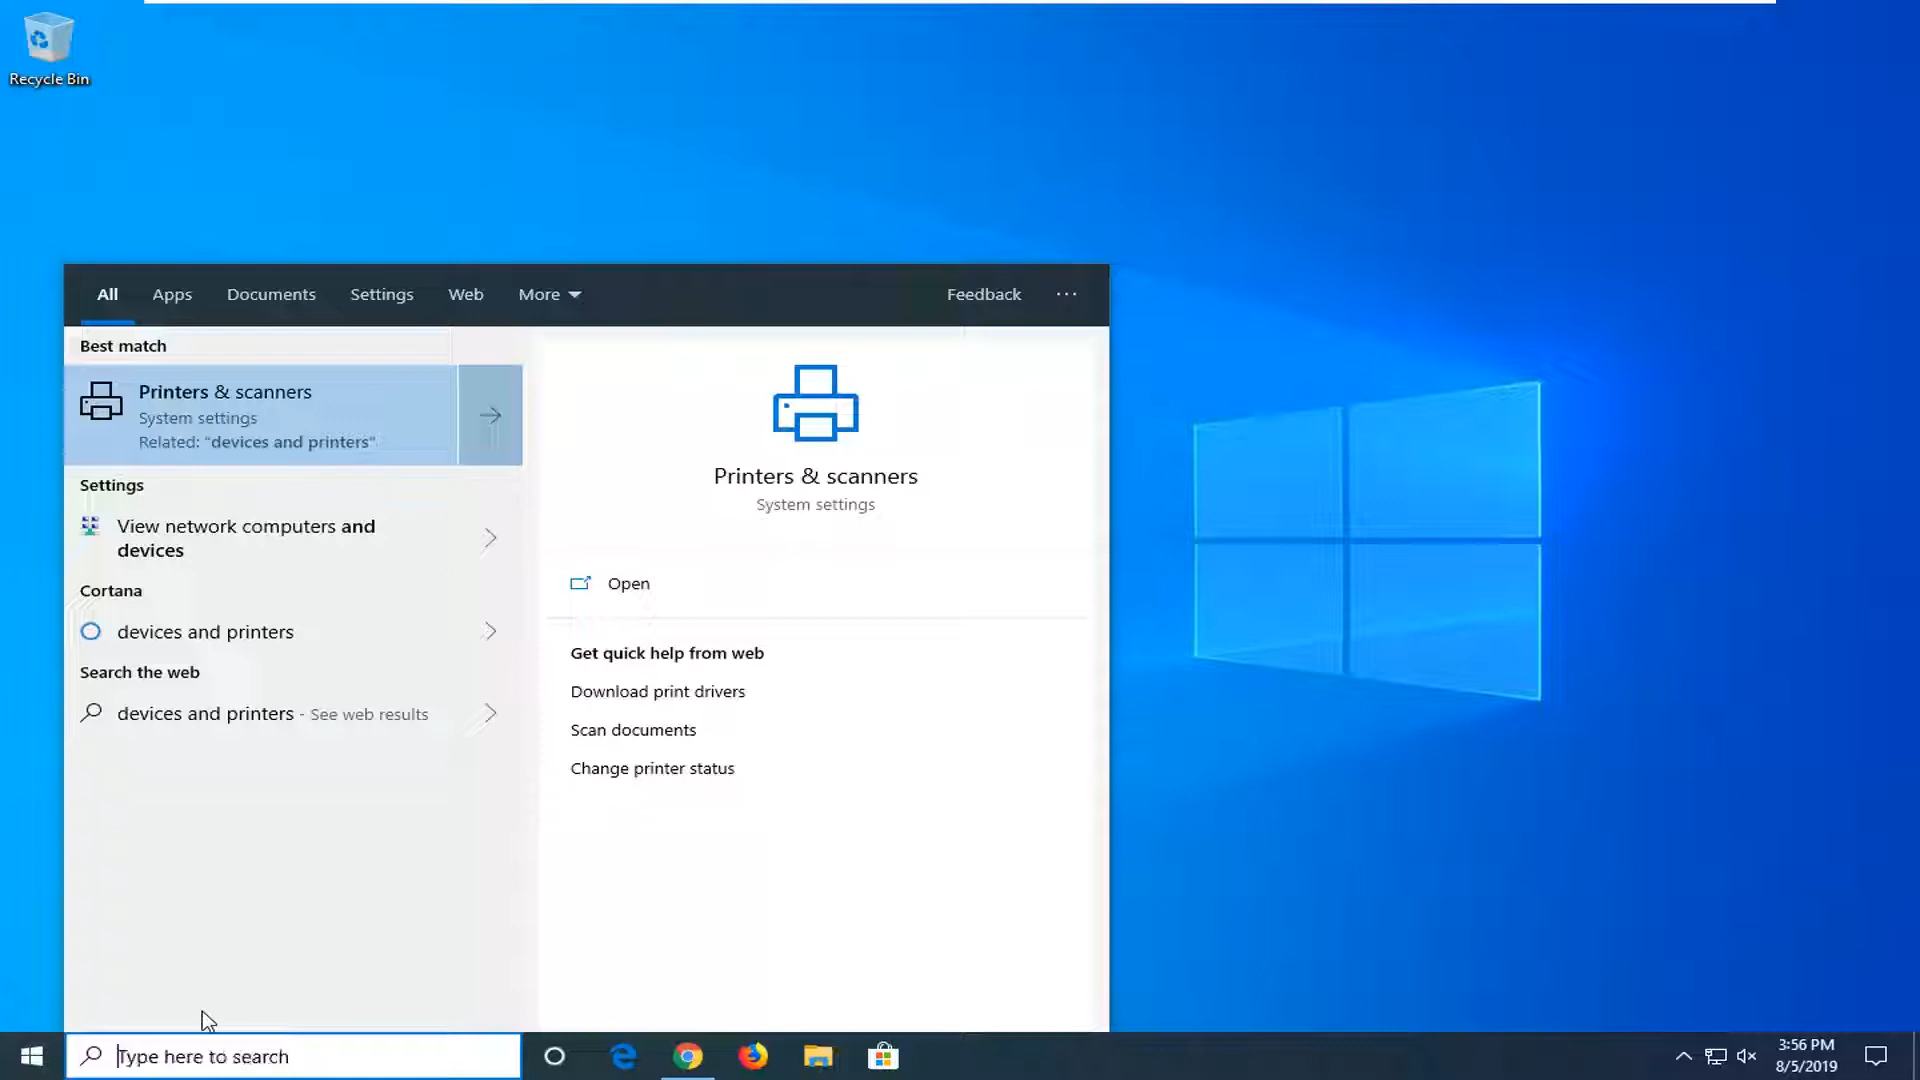 Recycle Bin
All Apps Documents Settings Web More Feedback ···
Best match
Printers & scanners
System settings
Related: "devices and printers"
Settings
View network computers and
devices
Cortana
devices and printers
Search the web
devices and printers - See web results
Printers & scanners
System settings
Open
Get quick help from web
Download print drivers
Scan documents
Change printer status
Type here to search
3:56 PM
8/5/2019